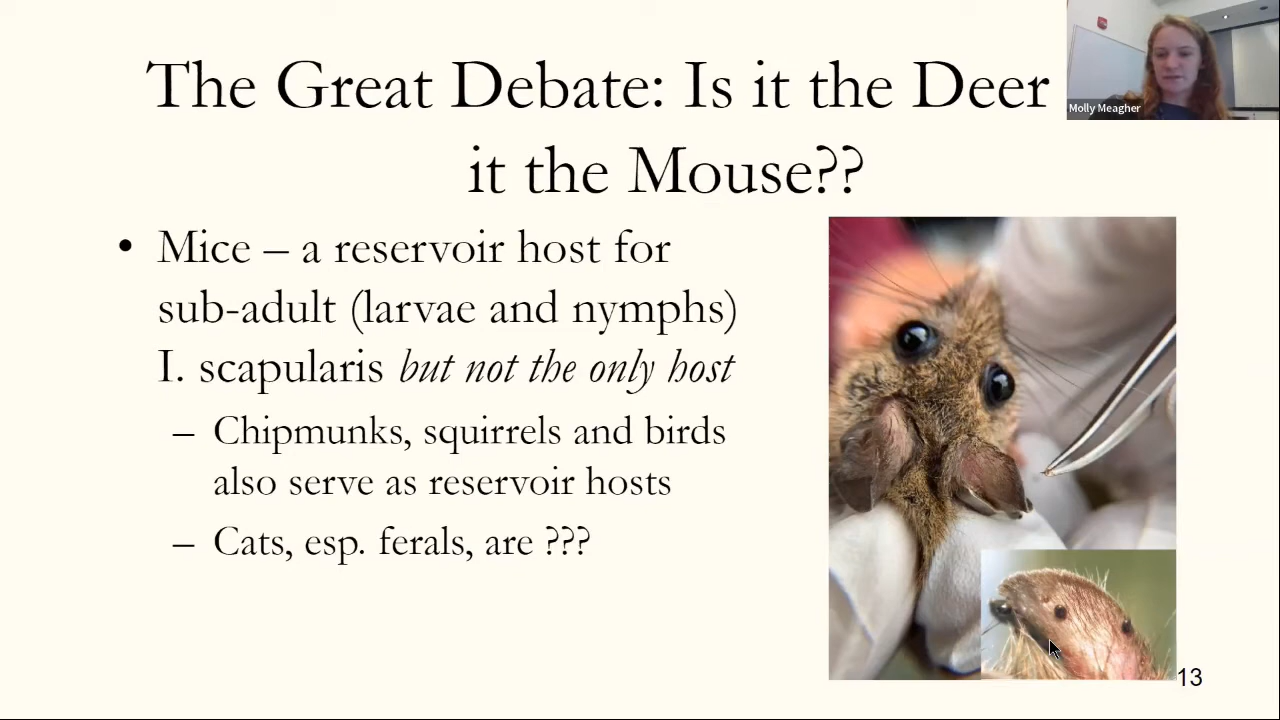 The Great Debate: Is it the Deer
it the Mouse??
Molly Meagher
• Mice – a reservoir host for
sub-adult (larvae and nymphs)
I. scapularis but not the only host
– Chipmunks, squirrels and birds
also serve as reservoir hosts
– Cats, esp. ferals, are ???
13